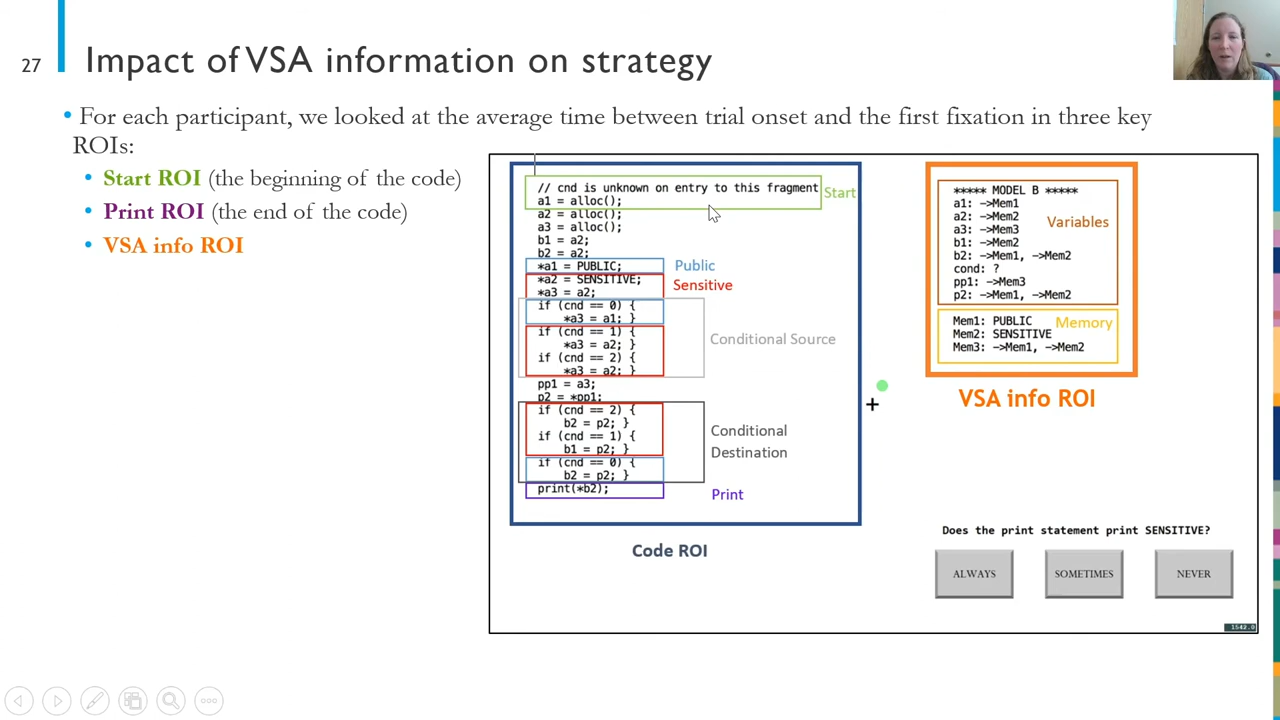 27
Impact of VSA information on strategy
• For each participant, we looked at the average time between trial onset and the first fixation in three key
ROIs:
• Start ROI (the beginning of the code)
• Print ROI (the end of the code)
• VSA info ROI
// cnd is unknown on entry to this fragment
Start
a1 = alloc();
a2 = alloc();
a3 = alloc();
b1 = a2;
b2 = a2;
*a1 = PUBLIC;
Public
*a2 = SENSITIVE;
Sensitive
*a3 = a2;
if (cnd == 0) {
*a3 = a1; }
if (cnd == 1) {
*a3 = a2; }
Conditional Source
if (cnd == 2) {
*a3 = a2; }
pp1 = a3;
p2 = *pp1;
if (cnd == 2) {
b2 = p2; }
if (cnd == 1) {
b1 = p2; }
Conditional
Destination
if (cnd == 0) {
b2 = p2; }
print(*b2);
Print
Code ROI
+
***** MODEL B *****
a1: ->Mem1
a2: ->Mem2
Variables
a3: ->Mem3
b1: ->Mem2
b2: ->Mem1, ->Mem2
cond: ?
pp1: ->Mem3
p2: ->Mem1, ->Mem2
Mem1: PUBLIC
Memory
Mem2: SENSITIVE
Mem3: ->Mem1, ->Mem2
VSA info ROI
Does the print statement print SENSITIVE?
ALWAYS
SOMETIMES
NEVER
1542.0